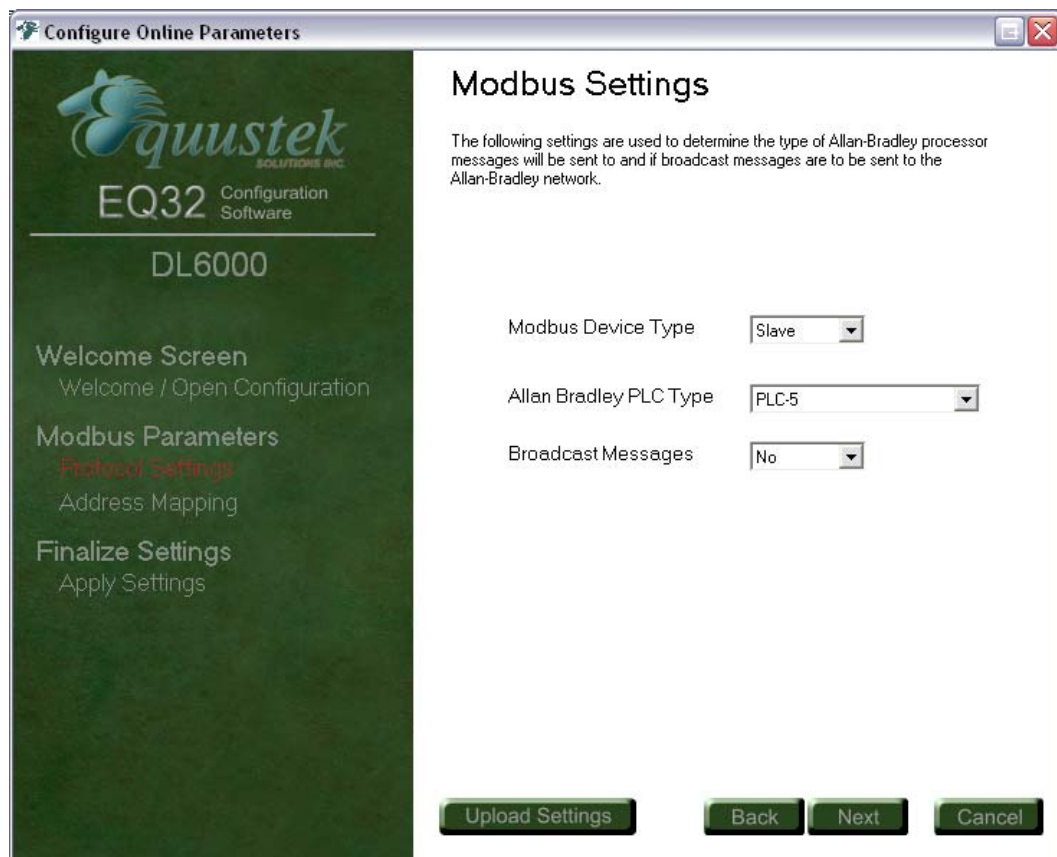 Configure Online Parameters
Equustek
SOLUTIONS INC.
EQ32 Configuration Software
DL6000
Welcome Screen
Welcome / Open Configuration
Modbus Parameters
Protocol Settings
Address Mapping
Finalize Settings
Apply Settings
Modbus Settings
The following settings are used to determine the type of Allan-Bradley processor
messages will be sent to and if broadcast messages are to be sent to the
Allan-Bradley network.
Modbus Device Type Slave
Allan Bradley PLC Type PLC-5
Broadcast Messages No
Upload Settings Back Next Cancel